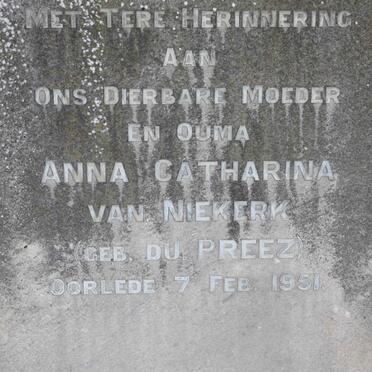 MET TERE HERINNERING
AAN
ONS DIERBARE MOEDER
EN OUMA
ANNA CATHARINA
VAN NIEKERK
(GEB. DU PREEZ)
OORLEDE 7 FEB. 1951